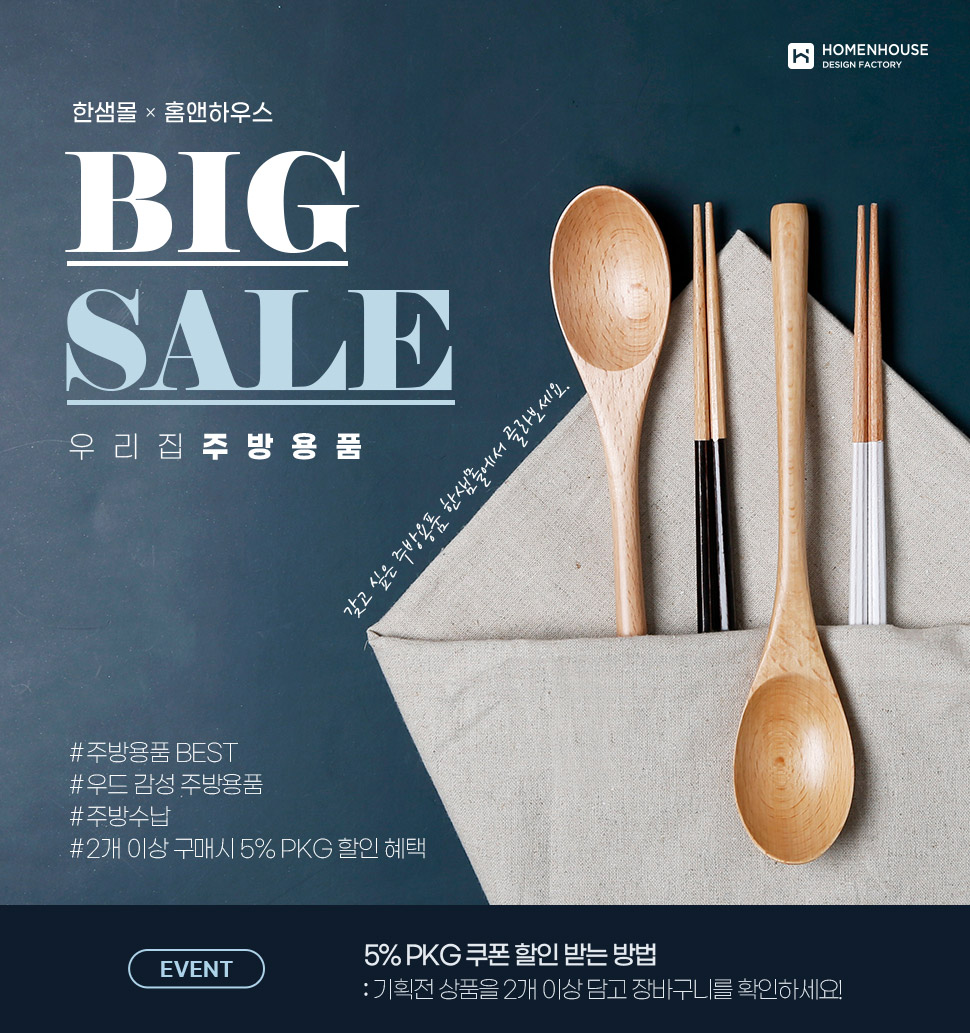 HOMENHOUSE
DESIGN FACTORY
한샘몰 × 홈앤하우스
BIG
SALE
우리집 주방용품
갖고 싶은 주방용품 한샘몰에서 골라보세요.
#주방용품 BEST
#우드 감성 주방용품
#주방수납
#2개 이상 구매시 5% PKG 할인 혜택
EVENT
5% PKG 쿠폰 할인 받는 방법
: 기획전 상품을 2개 이상 담고 장바구니를 확인하세요!